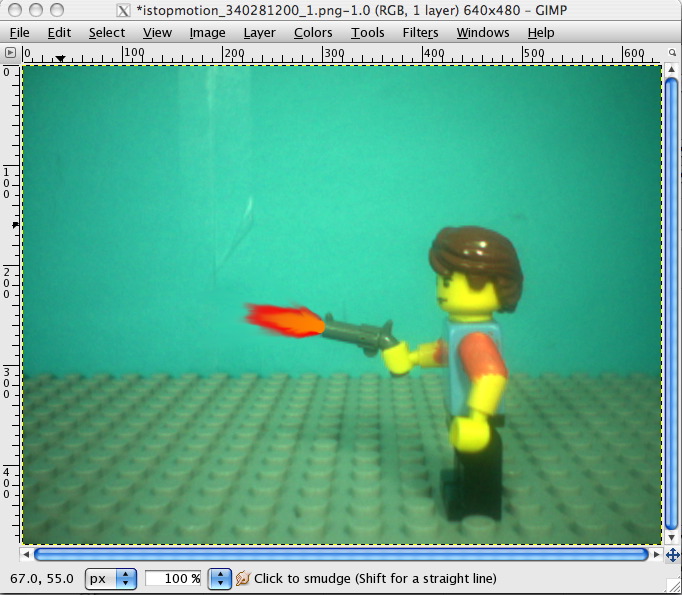 *istopmotion_340281200_1.png-1.0 (RGB, 1 layer) 640x480 – GIMP
File Edit Select View Image Layer Colors Tools Filters Windows Help
0 100 200 300 400 500 600
0
100
200
300
400
67.0, 55.0 px 100 % Click to smudge (Shift for a straight line)